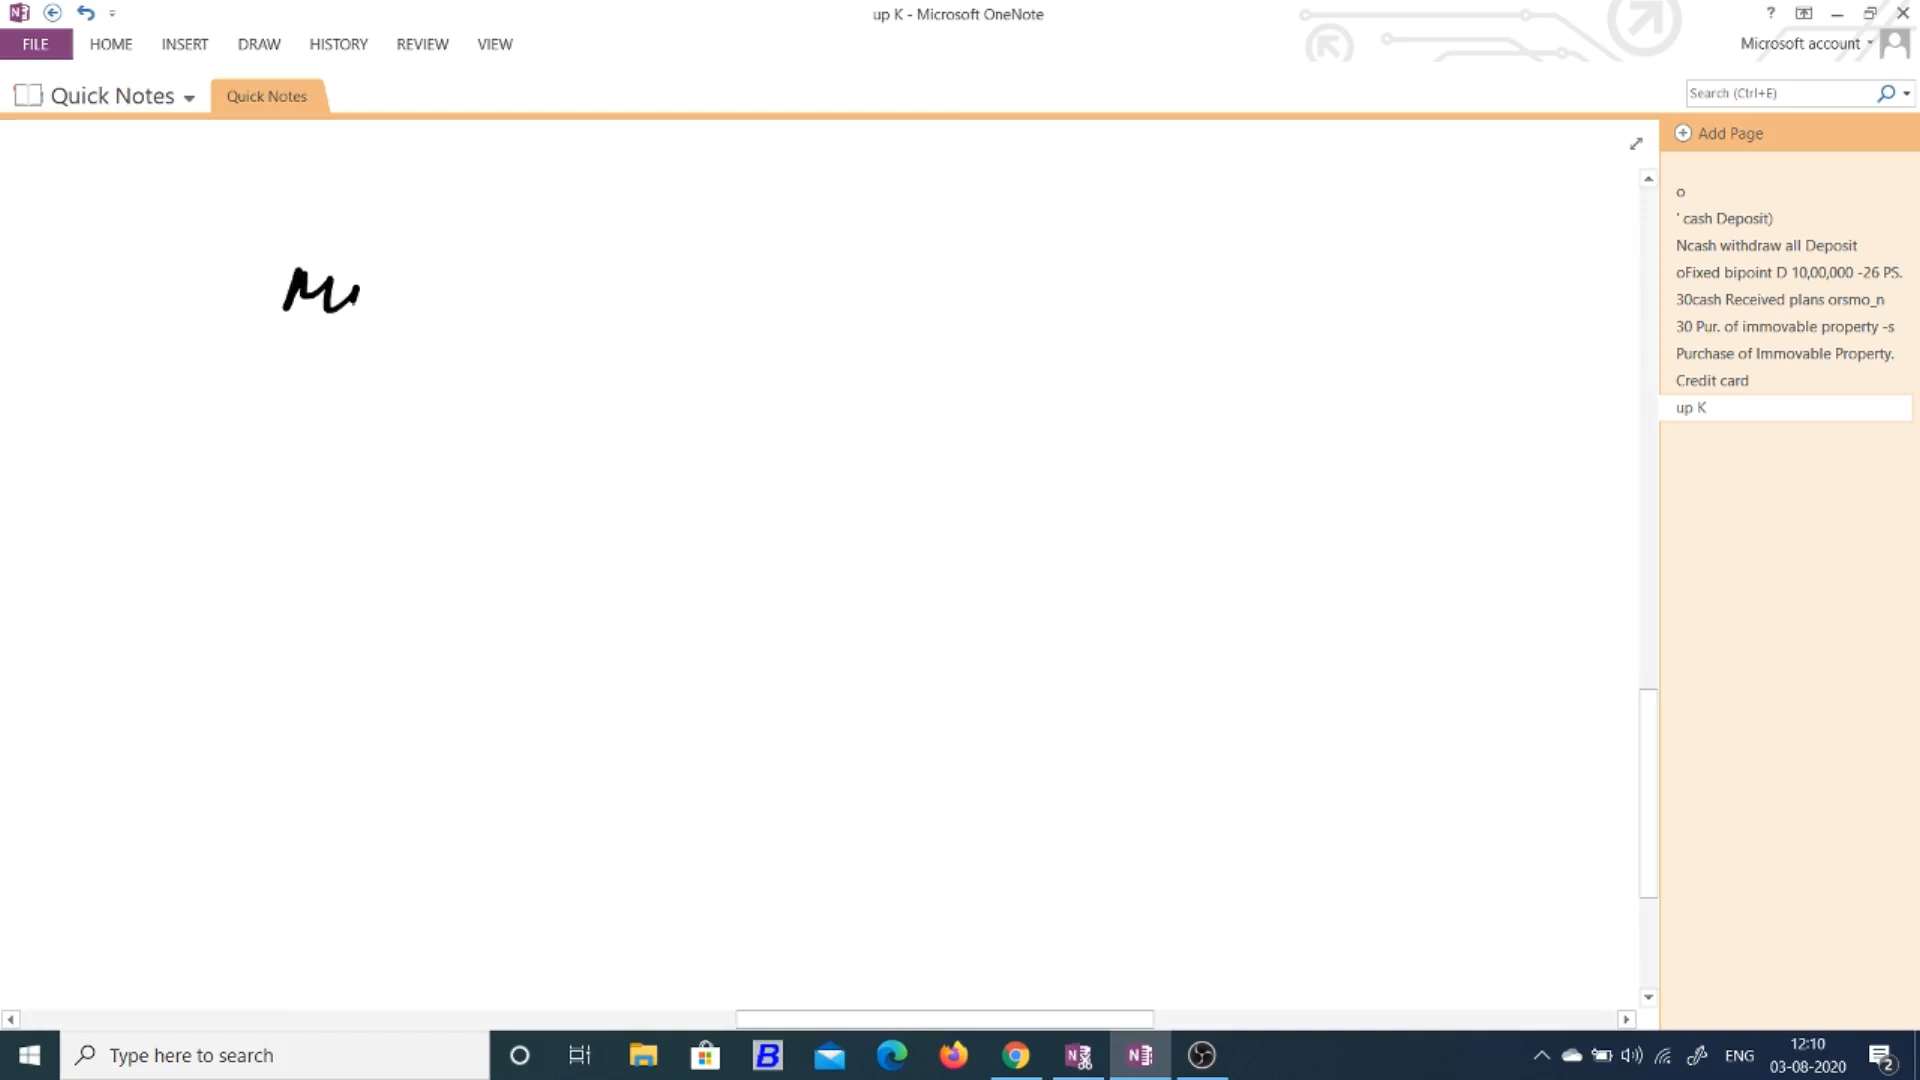 up K - Microsoft OneNote
?
FILE HOME INSERT DRAW HISTORY REVIEW VIEW
Microsoft account
Quick Notes
Quick Notes
Search (Ctrl+E)
Add Page
o
' cash Deposit)
Ncash withdraw all Deposit
oFixed bipoint D 10,00,000 -26 PS.
30cash Received plans orsmo_n
30 Pur. of immovable property -s
Purchase of Immovable Property.
Credit card
up K
Type here to search
ENG
12:10
03-08-2020
2